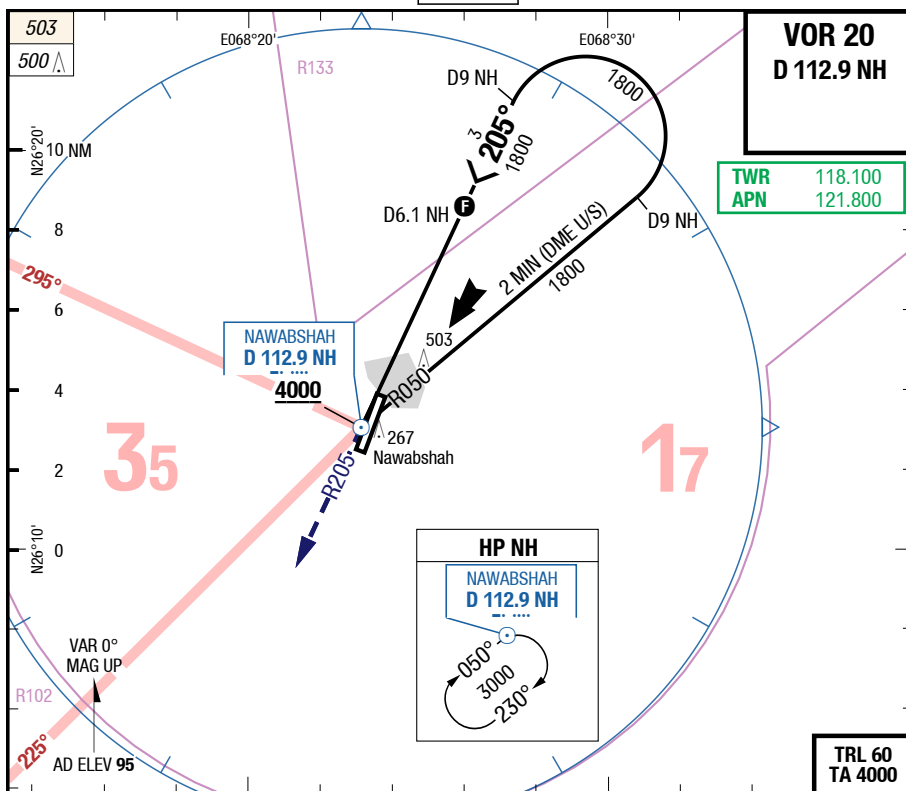 503
500
E068°20'
E068°30'
VOR 20
D 112.9 NH
R133
D9 NH
1800
3
205°
1800
N26°20'
10 NM
TWR 118.100
APN 121.800
D6.1 NH
F
D9 NH
8
2 MIN (DME U/S)
1800
295°
6
NAWABSHAH
D 112.9 NH
503
4000
4
R050
267
Nawabshah
35
17
2
R205
N26°10'
0
HP NH
NAWABSHAH
D 112.9 NH
050°
3000
230°
VAR 0°
MAG UP
R102
225°
AD ELEV 95
TRL 60
TA 4000